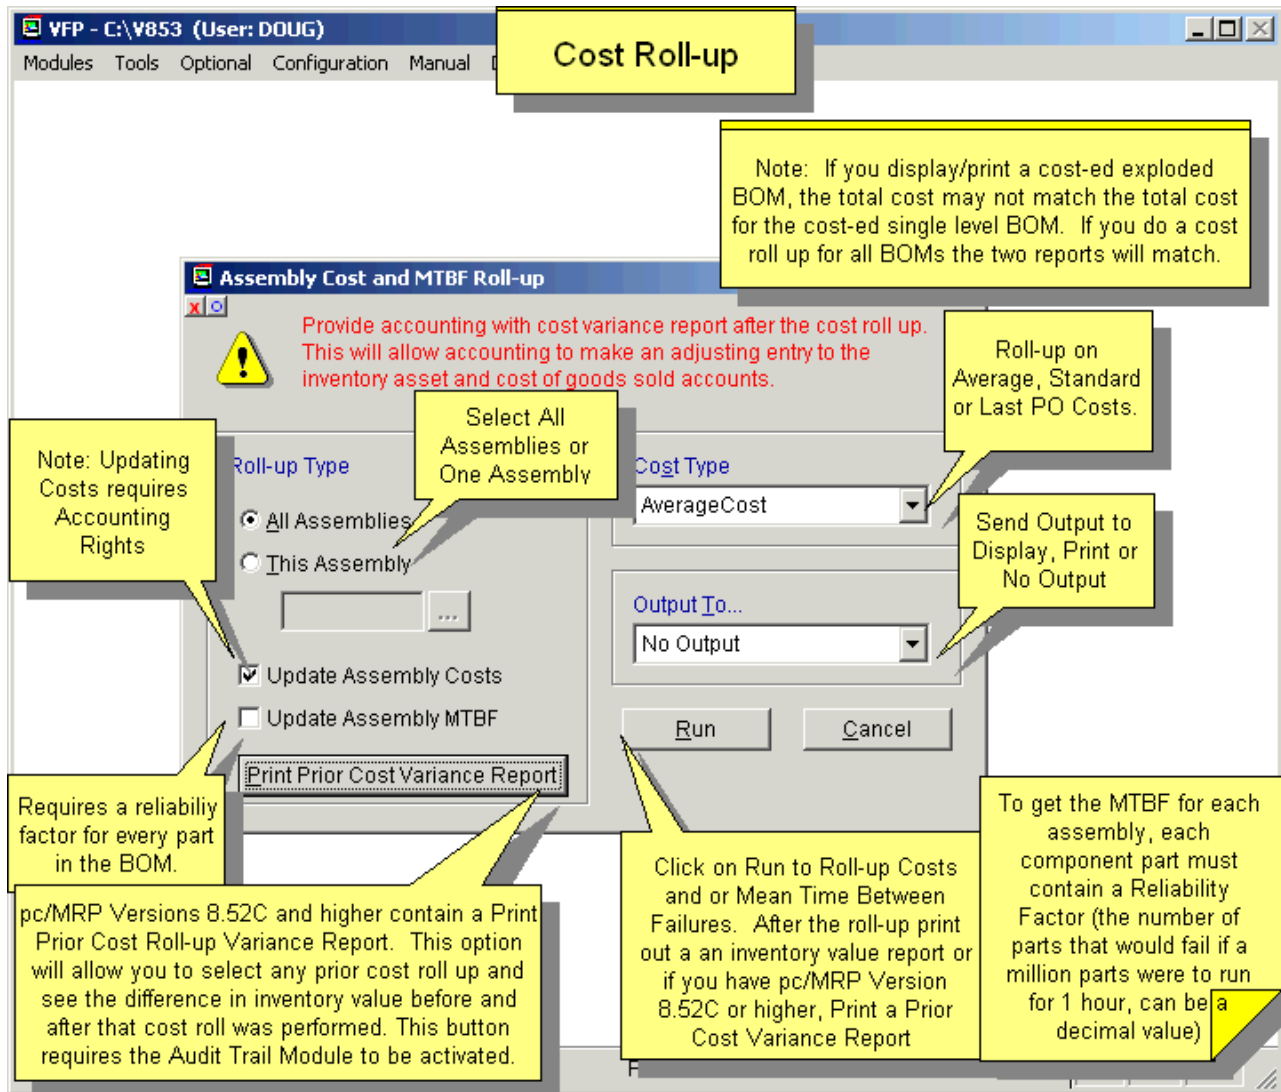 VFP - C:\V853 (User: DOUG)
Modules Tools Optional Configuration Manual
Cost Roll-up
Note: If you display/print a cost-ed exploded
BOM, the total cost may not match the total cost
for the cost-ed single level BOM. If you do a cost
roll up for all BOMs the two reports will match.
Assembly Cost and MTBF Roll-up
Provide accounting with cost variance report after the cost roll up.
This will allow accounting to make an adjusting entry to the
inventory asset and cost of goods sold accounts.
Roll-up on
Average, Standard
or Last PO Costs.
Select All
Assemblies or
One Assembly
Note: Updating
Costs requires
Accounting
Rights
Roll-up Type
All Assemblies
This Assembly
...
Update Assembly Costs
Update Assembly MTBF
Print Prior Cost Variance Report
Cost Type
AverageCost
Send Output to
Display, Print or
No Output
Output To...
No Output
Run
Cancel
Requires a reliabiliy
factor for every part
in the BOM.
pc/MRP Versions 8.52C and higher contain a Print
Prior Cost Roll-up Variance Report. This option
will allow you to select any prior cost roll up and
see the difference in inventory value before and
after that cost roll was performed. This button
requires the Audit Trail Module to be activated.
Click on Run to Roll-up Costs
and or Mean Time Between
Failures. After the roll-up print
out a an inventory value report or
if you have pc/MRP Version
8.52C or higher, Print a Prior
Cost Variance Report
To get the MTBF for each
assembly, each
component part must
contain a Reliability
Factor (the number of
parts that would fail if a
million parts were to run
for 1 hour, can be a
decimal value)